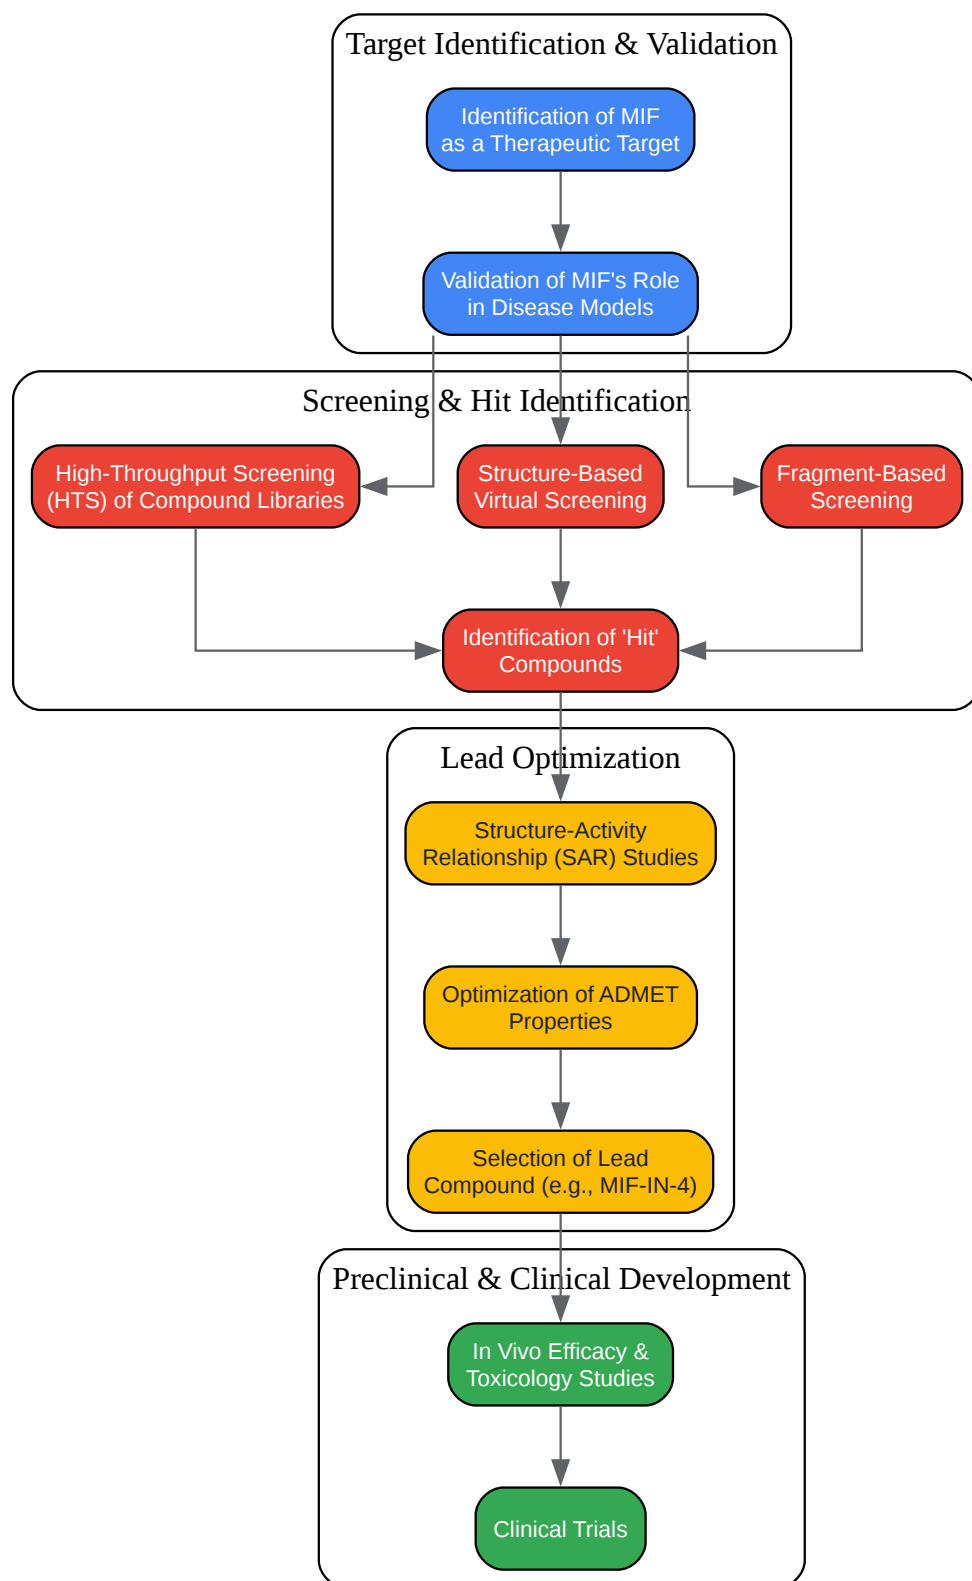 Target Identification & Validation
Identification of MIF
as a Therapeutic Target
Validation of MIF's Role
in Disease Models
Screening & Hit Identification
High-Throughput Screening
(HTS) of Compound Libraries
Structure-Based
Virtual Screening
Fragment-Based
Screening
Identification of 'Hit'
Compounds
Lead Optimization
Structure-Activity
Relationship (SAR) Studies
Optimization of ADMET
Properties
Selection of Lead
Compound (e.g., MIF-IN-4)
Preclinical & Clinical Development
In Vivo Efficacy &
Toxicology Studies
Clinical Trials